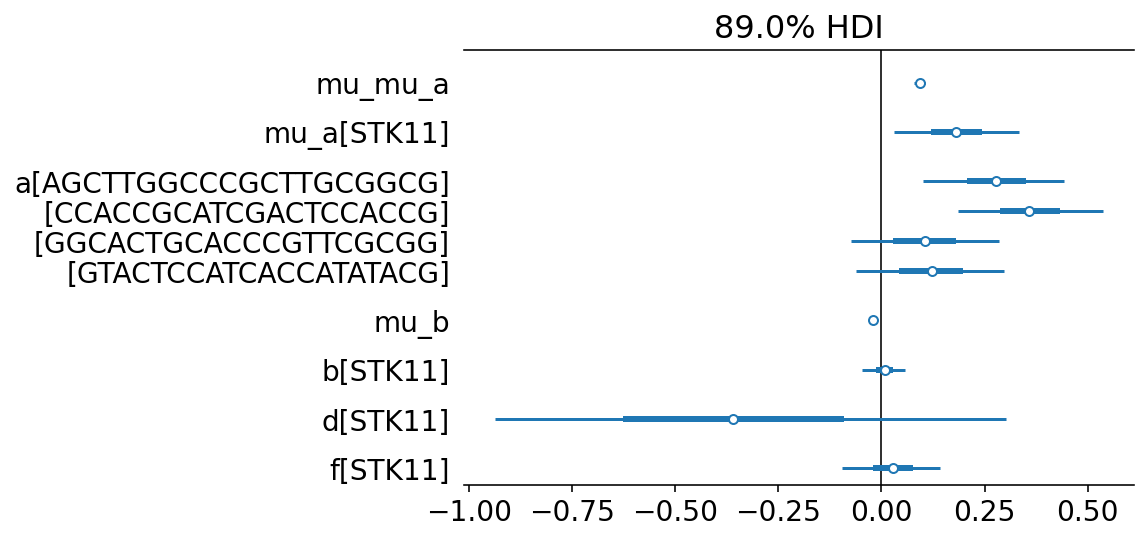 89.0% HDI
mu_mu_a
mu_a[STK11]
a[AGCTTGGCCCGCTTGCGGCG]
[CCACCGCATCGACTCCACCG]
[GGCACTGCACCCGTTCGCGG]
[GTACTCCATCACCATATACG]
mu_b
b[STK11]
d[STK11]
f[STK11]
−1.00 −0.75 −0.50 −0.25 0.00 0.25 0.50